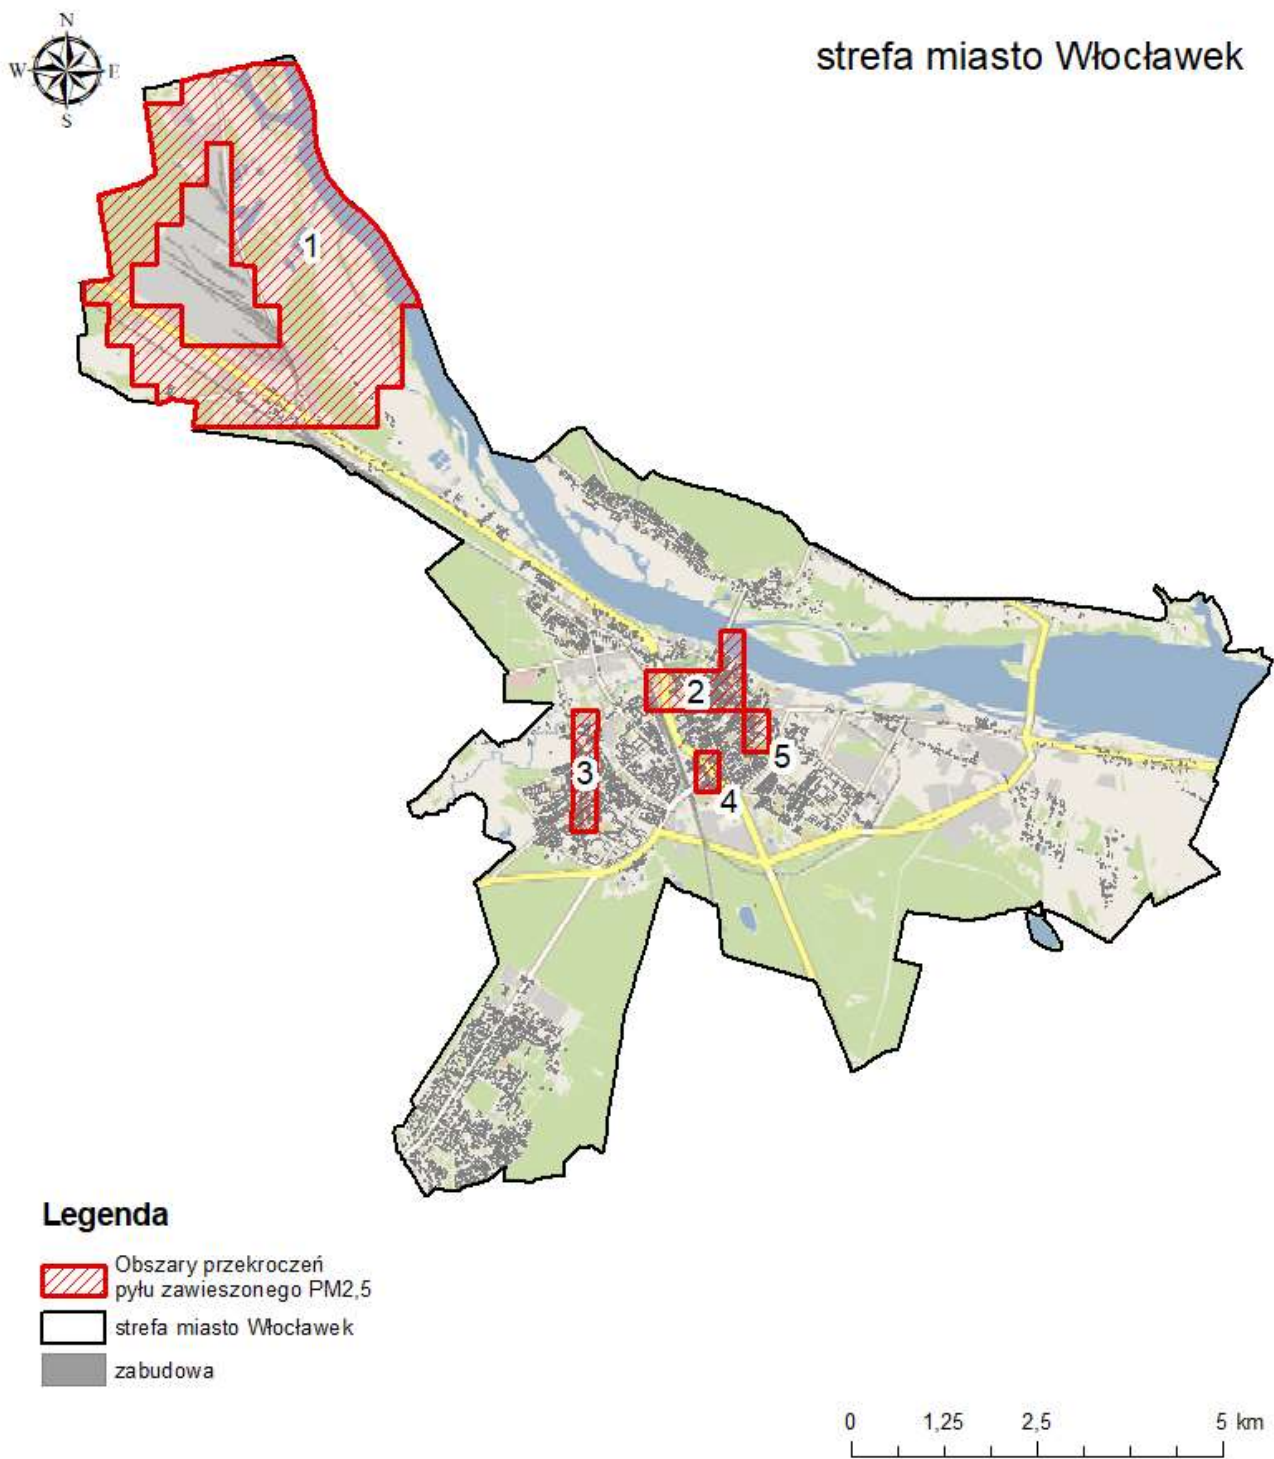 N
W E
S
strefa miasto Włocławek
1
2
3
5
4
Legenda
Obszary przekroczeń
pyłu zawieszonego PM2,5
strefa miasto Włocławek
zabudowa
0 1,25 2,5 5 km